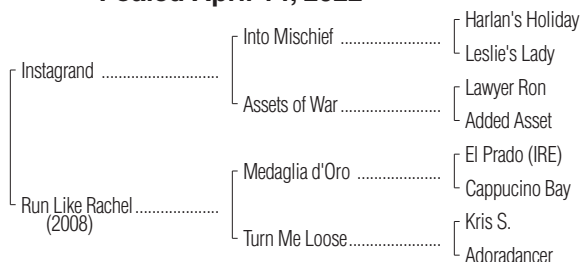 Foaled April 14, 2022
Harlan's Holiday
Into Mischief
Leslie's Lady
Instagrand
Lawyer Ron
Assets of War
Added Asset
El Prado (IRE)
Medaglia d'Oro
Cappucino Bay
Run Like Rachel
(2008)
Kris S.
Turn Me Loose
Adoradancer